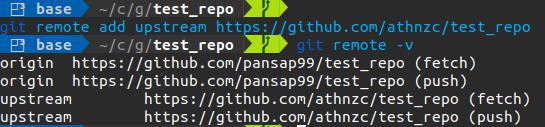 base ~/c/g/test_repo
git remote add upstream https://github.com/athnzc/test_repo
base ~/c/g/test_repo git remote -v
origin https://github.com/pansap99/test_repo (fetch)
origin https://github.com/pansap99/test_repo (push)
upstream https://github.com/athnzc/test_repo (fetch)
upstream https://github.com/athnzc/test_repo (push)